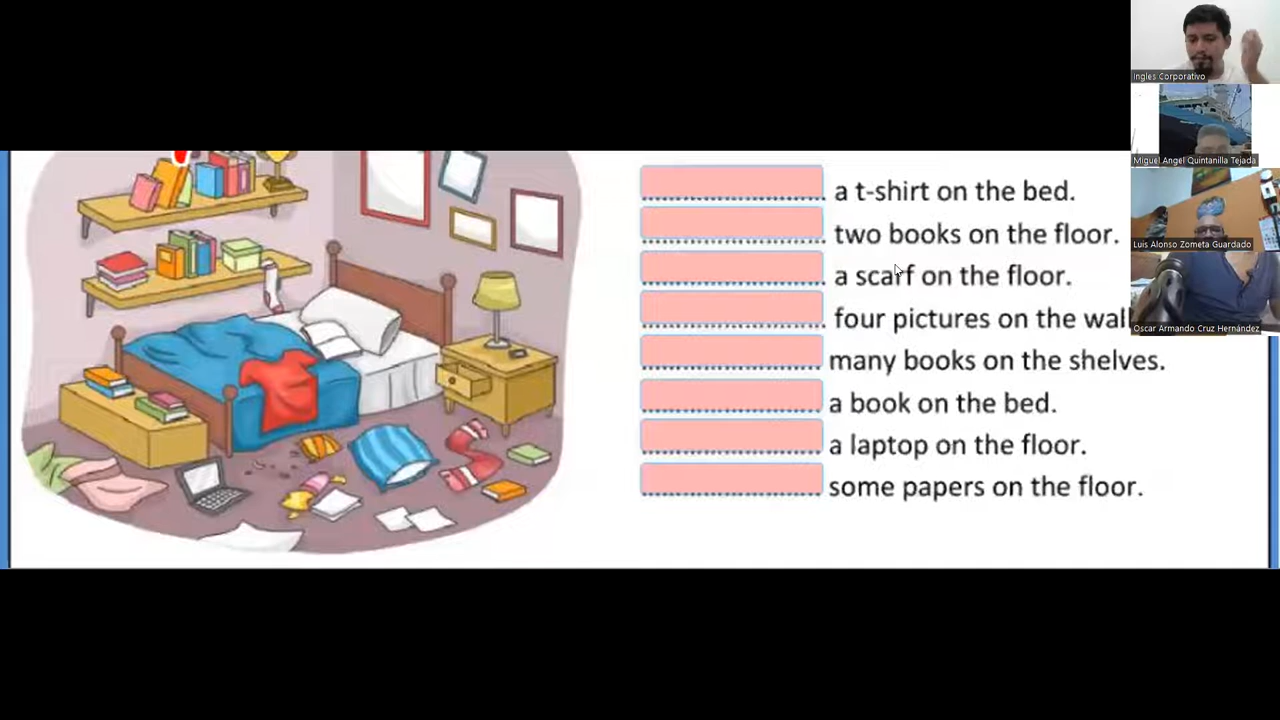 a t-shirt on the bed.
two books on the floor.
a scarf on the floor.
four pictures on the wall
many books on the shelves.
a book on the bed.
a laptop on the floor.
some papers on the floor.
Ingles Corporativo
Miguel Angel Quintanilla Tejada
Luis Alonso Zometa Guardado
Oscar Armando Cruz Hernández